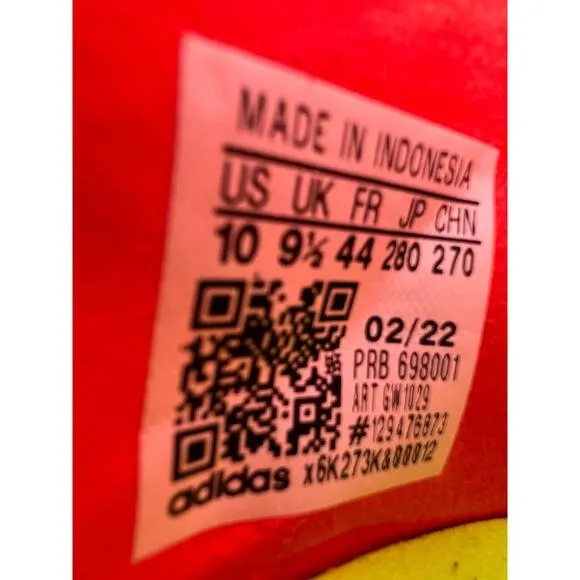 MADE IN INDONESIA
US UK FR JP CHN
10 9½ 44 280 270
02/22
PRB 698001
ART GW1029
#129476873
adidas x6K273K&00012